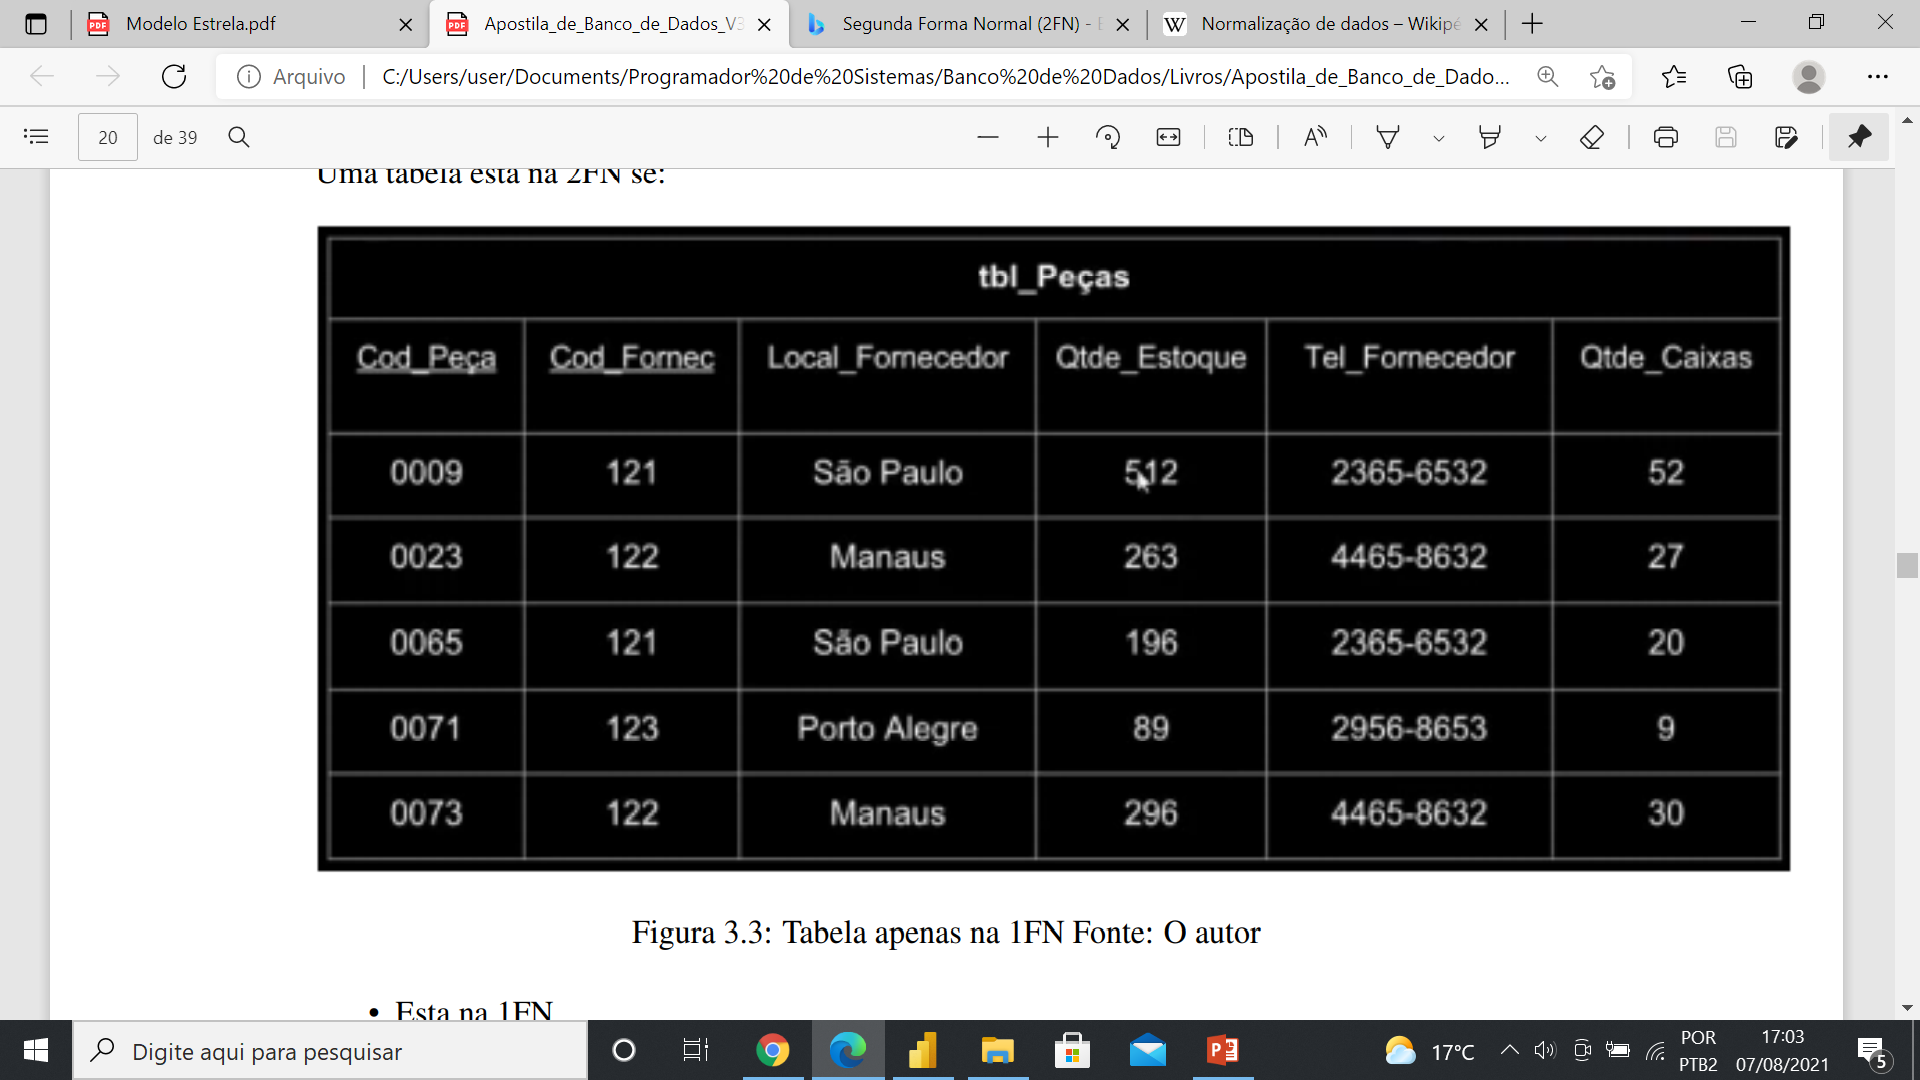 Modelo Estrela.pdf
Apostila_de_Banco_de_Dados_V3
Segunda Forma Normal (2FN) -
Normalização de dados – Wikipé
Arquivo
C:/Users/user/Documents/Programador%20de%20Sistemas/Banco%20de%20Dados/Livros/Apostila_de_Banco_de_Dado...
20 de 39
Uma tabela esta na 2FN se:
tbl_Peças
Cod_Peça Cod_Fornec Local_Fornecedor Qtde_Estoque Tel_Fornecedor Qtde_Caixas
0009 121 São Paulo 512 2365-6532 52
0023 122 Manaus 263 4465-8632 27
0065 121 São Paulo 196 2365-6532 20
0071 123 Porto Alegre 89 2956-8653 9
0073 122 Manaus 296 4465-8632 30
Figura 3.3: Tabela apenas na 1FN Fonte: O autor
• Esta na 1FN
Digite aqui para pesquisar
17°C
POR
PTB2
17:03
07/08/2021
5